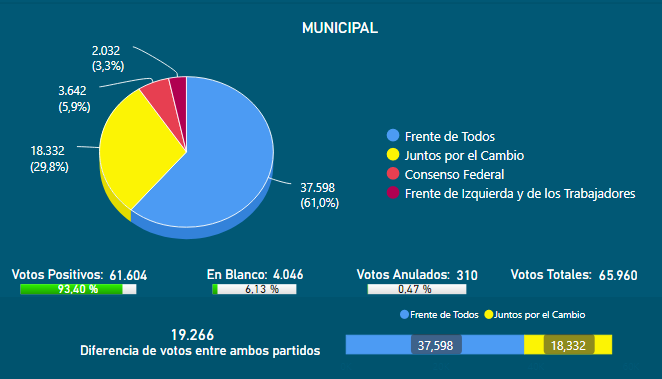 MUNICIPAL
2.032
(3,3%)
3.642
(5,9%)
18.332
(29,8%)
37.598
(61,0%)
Frente de Todos
Juntos por el Cambio
Consenso Federal
Frente de Izquierda y de los Trabajadores
Votos Positivos: 61.604
93,40 %
En Blanco: 4.046
6,13 %
Votos Anulados: 310
0,47 %
Votos Totales: 65.960
19.266
Diferencia de votos entre ambos partidos
Frente de Todos Juntos por el Cambio
37,598 18,332